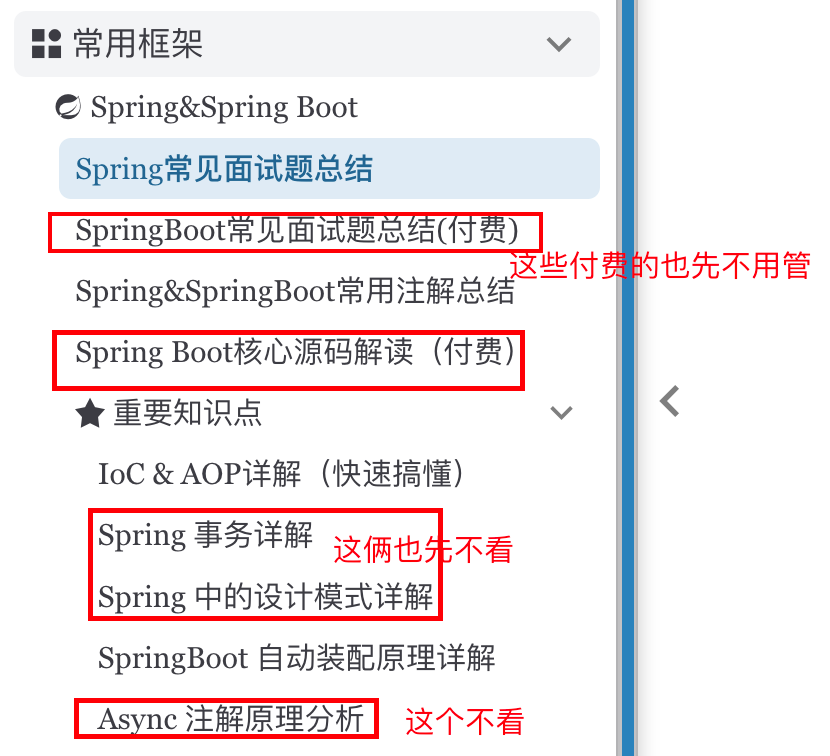 常用框架
Spring&Spring Boot
Spring常见面试题总结
SpringBoot常见面试题总结(付费)
这些付费的也先不用管
Spring&SpringBoot常用注解总结
Spring Boot核心源码解读（付费）
重要知识点
IoC & AOP详解（快速搞懂）
Spring 事务详解
这俩也先不看
Spring 中的设计模式详解
SpringBoot 自动装配原理详解
Async 注解原理分析
这个不看